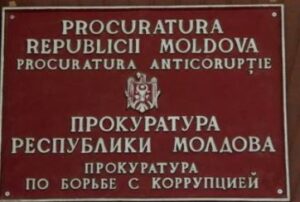 PROCURATURA
REPUBLICII MOLDOVA
PROCURATURA ANTICORUPȚIE
ПРОКУРАТУРА
РЕСПУБЛИКИ МОЛДОВА
ПРОКУРАТУРА
ПО БОРЬБЕ С КОРРУПЦИЕЙ